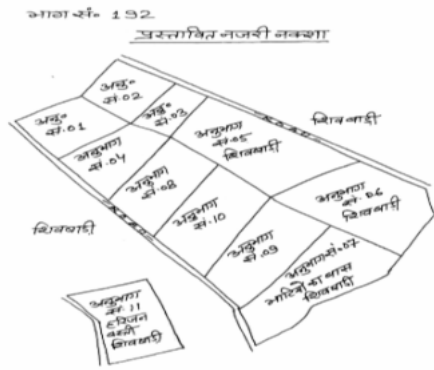 भाग सं॰ 192
प्रस्तावित नजरी नक्शा
अनु॰
सं.02
अनु॰
सं.01
अनु॰
सं.03
अनुभाग
सं.04
अनुभाग
सं.05
शिवबाडी
शिवबाडी
अनुभाग
सं.08
अनुभाग
सं.06
शिवबाडी
अनुभाग
सं.10
अनुभाग
सं.09
अनुभाग सं.07
भाटियो का बास
शिवबाडी
शिवबाडी
अनुभाग
सं.11
हरिजन
बस्ती
शिवबाडी